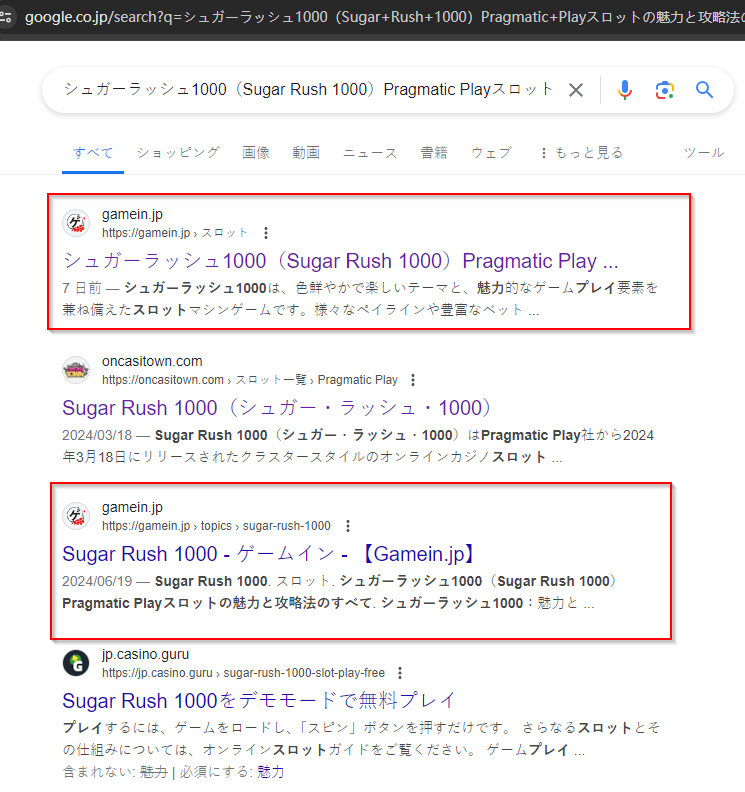 google.co.jp/search?q=シュガーラッシュ1000（Sugar+Rush+1000）Pragmatic+Playスロットの魅力と攻略法の
シュガーラッシュ1000（Sugar Rush 1000）Pragmatic Playスロット
すべて ショッピング 画像 動画 ニュース 書籍 ウェブ もっと見る ツール
gamein.jp
https://gamein.jp › スロット
シュガーラッシュ1000（Sugar Rush 1000）Pragmatic Play ...
7 日前 — シュガーラッシュ1000は、色鮮やかで楽しいテーマと、魅力的なゲームプレイ要素を
兼ね備えたスロットマシンゲームです。様々なペイラインや豊富なベット ...
oncasitown.com
https://oncasitown.com › スロット一覧 › Pragmatic Play
Sugar Rush 1000（シュガー・ラッシュ・1000）
2024/03/18 — Sugar Rush 1000（シュガー・ラッシュ・1000）はPragmatic Play社から2024
年3月18日にリリースされたクラスタースタイルのオンラインカジノスロット ...
gamein.jp
https://gamein.jp › topics › sugar-rush-1000
Sugar Rush 1000 - ゲームイン - 【Gamein.jp】
2024/06/19 — Sugar Rush 1000. スロット. シュガーラッシュ1000（Sugar Rush 1000）
Pragmatic Playスロットの魅力と攻略法のすべて. シュガーラッシュ1000：魅力と ...
jp.casino.guru
https://jp.casino.guru › sugar-rush-1000-slot-play-free
Sugar Rush 1000をデモモードで無料プレイ
プレイするには、ゲームをロードし、「スピン」ボタンを押すだけです。 さらなるスロットとそ
の仕組みについては、オンラインスロットガイドをご覧ください。 ゲームプレイ ...
含まれない: 魅力 | 必須にする: 魅力